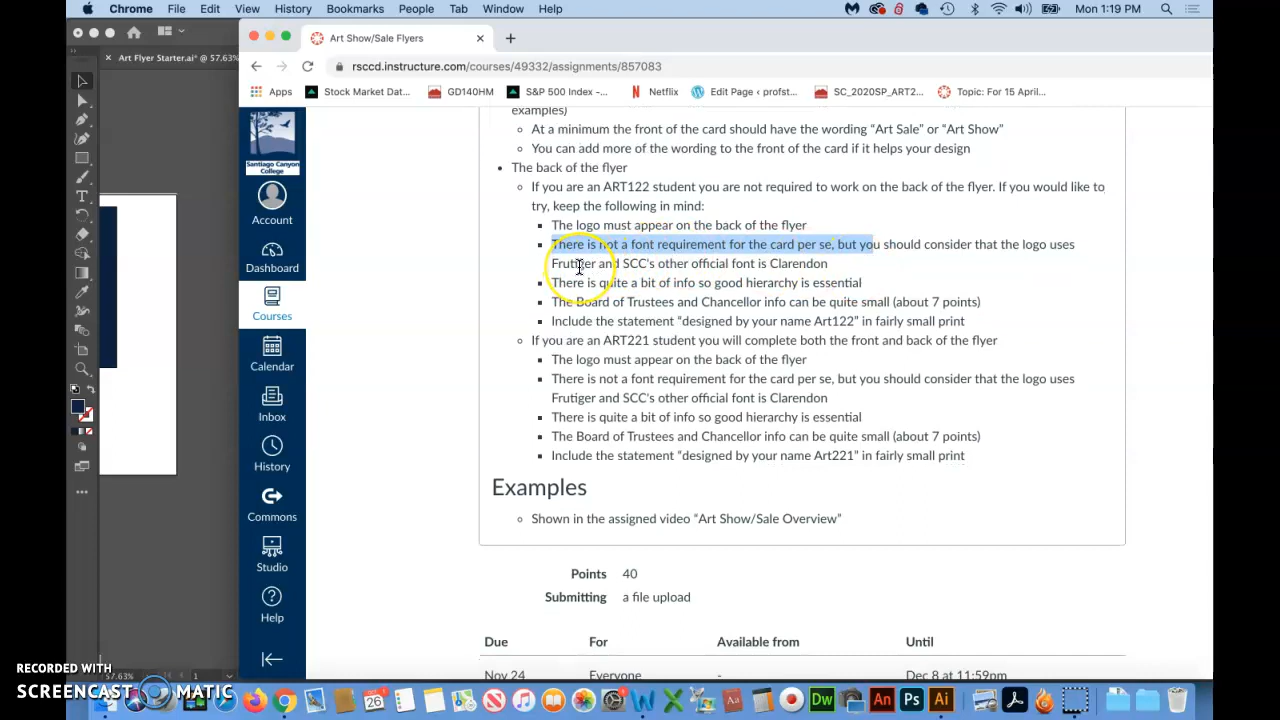 Chrome File Edit View History Bookmarks People Tab Window Help Mon 1:19 PM
Art Flyer Starter.ai* @ 57.63%
Art Show/Sale Flyers
rsccd.instructure.com/courses/49332/assignments/857083
Apps Stock Market Dat... GD140HM S&P 500 Index -... Netflix Edit Page ‹ profst... SC_2020SP_ART2... Topic: For 15 April...
Santiago Canyon
College
Account
Dashboard
Courses
Calendar
Inbox
History
Commons
Studio
Help
examples)
At a minimum the front of the card should have the wording “Art Sale” or “Art Show”
You can add more of the wording to the front of the card if it helps your design
The back of the flyer
If you are an ART122 student you are not required to work on the back of the flyer. If you would like to
try, keep the following in mind:
The logo must appear on the back of the flyer
There is not a font requirement for the card per se, but you should consider that the logo uses
Frutiger and SCC's other official font is Clarendon
There is quite a bit of info so good hierarchy is essential
The Board of Trustees and Chancellor info can be quite small (about 7 points)
Include the statement “designed by your name Art122” in fairly small print
If you are an ART221 student you will complete both the front and back of the flyer
The logo must appear on the back of the flyer
There is not a font requirement for the card per se, but you should consider that the logo uses
Frutiger and SCC's other official font is Clarendon
There is quite a bit of info so good hierarchy is essential
The Board of Trustees and Chancellor info can be quite small (about 7 points)
Include the statement “designed by your name Art221” in fairly small print
Examples
Shown in the assigned video “Art Show/Sale Overview”
Points 40
Submitting a file upload
Due For Available from Until
Nov 24 Everyone - Dec 8 at 11:59pm
57.63% 1
RECORDED WITH
SCREENCAST MATIC
Dw An Ps Ai